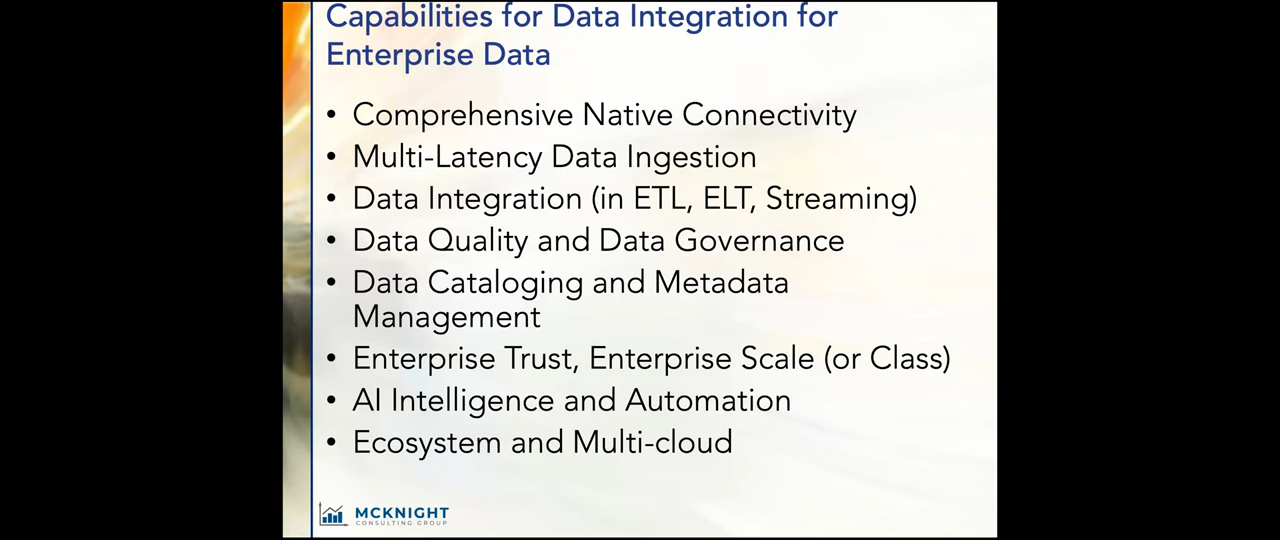 Capabilities for Data Integration for
Enterprise Data
• Comprehensive Native Connectivity
• Multi-Latency Data Ingestion
• Data Integration (in ETL, ELT, Streaming)
• Data Quality and Data Governance
• Data Cataloging and Metadata
Management
• Enterprise Trust, Enterprise Scale (or Class)
• AI Intelligence and Automation
• Ecosystem and Multi-cloud
MCKNIGHT
CONSULTING GROUP